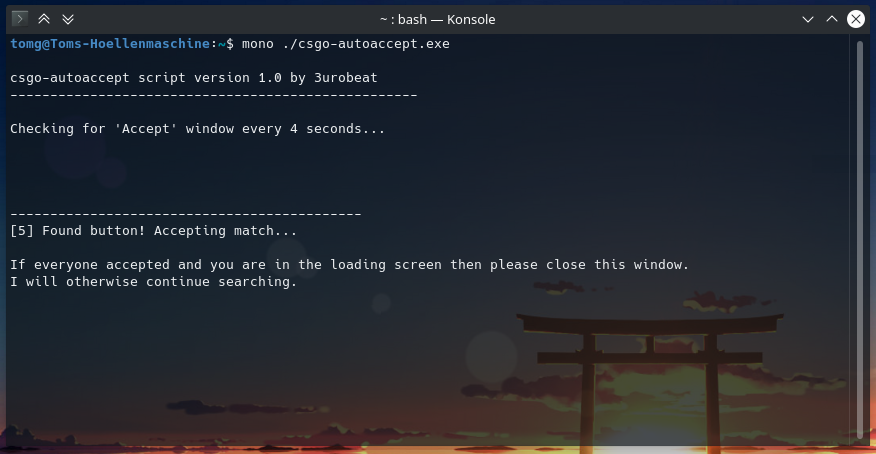 ~ : bash — Konsole
tomg@Toms-Hoellenmaschine:~$ mono ./csgo-autoaccept.exe
csgo-autoaccept script version 1.0 by 3urobeat
---------------------------------------------------
Checking for 'Accept' window every 4 seconds...
--------------------------------------------
[5] Found button! Accepting match...
If everyone accepted and you are in the loading screen then please close this window.
I will otherwise continue searching.